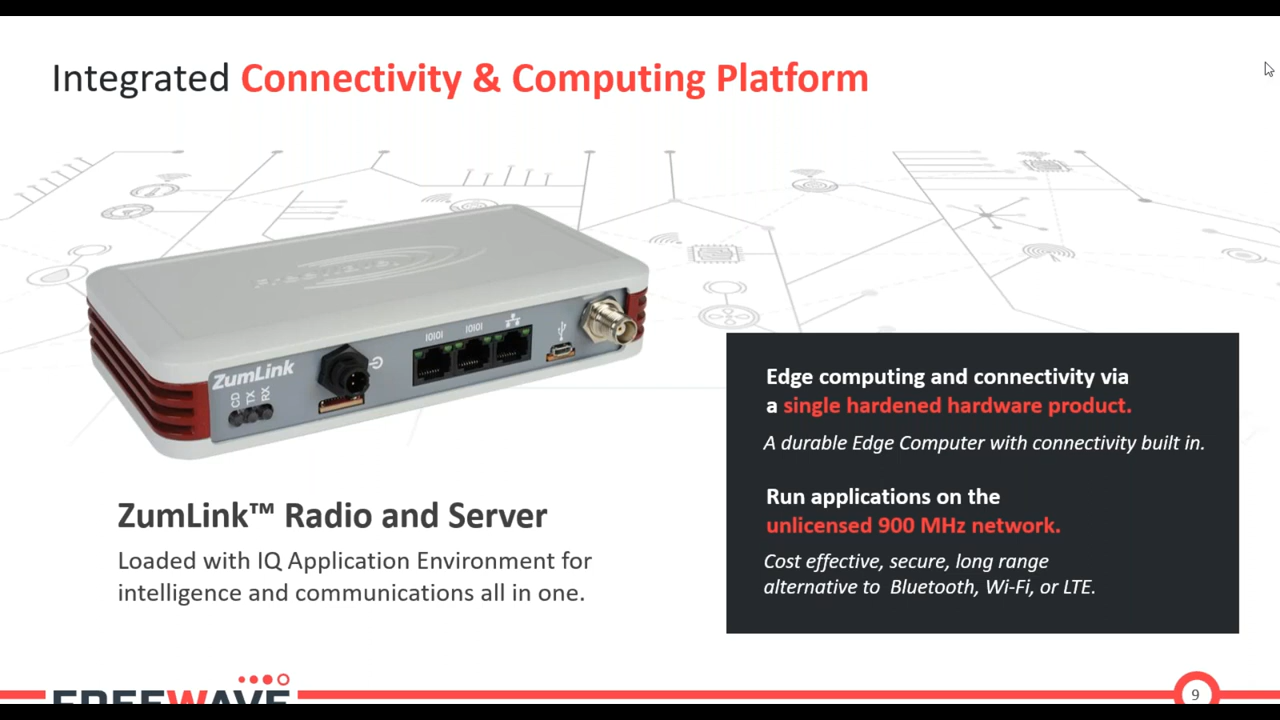 Integrated Connectivity & Computing Platform
FreeWave
IOIOI IOIOI
ZumLink
CD
TX
RX
Edge computing and connectivity via
a single hardened hardware product.
A durable Edge Computer with connectivity built in.
Run applications on the
unlicensed 900 MHz network.
Cost effective, secure, long range
alternative to Bluetooth, Wi-Fi, or LTE.
ZumLink™ Radio and Server
Loaded with IQ Application Environment for
intelligence and communications all in one.
FREEWAVE
9